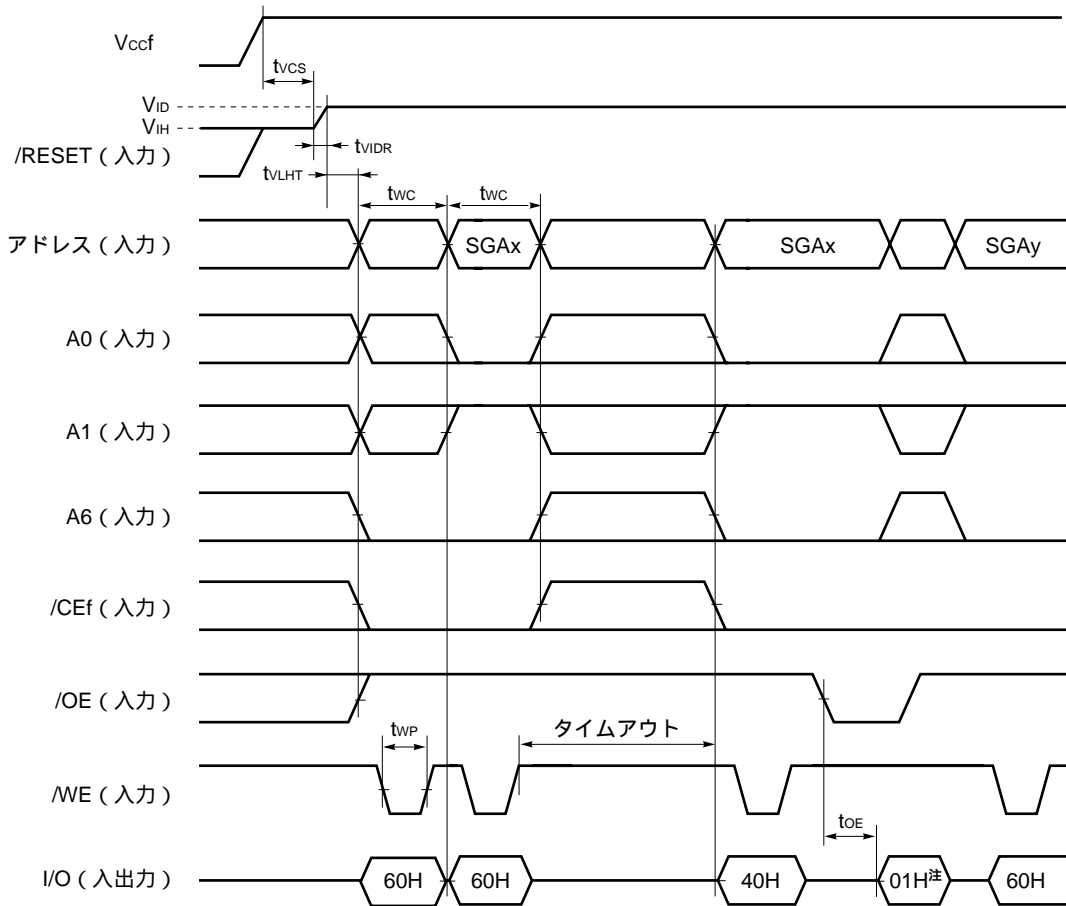 Vccf
tVCS
VID
VIH
/RESET（入力）
tVIDR
tVLHT
tWC tWC
アドレス（入力） SGAx SGAx SGAy
A0（入力）
A1（入力）
A6（入力）
/CEf（入力）
/OE（入力）
tWP タイムアウト
/WE（入力）
tOE
I/O（入出力） 60H 60H 40H 01H注 60H